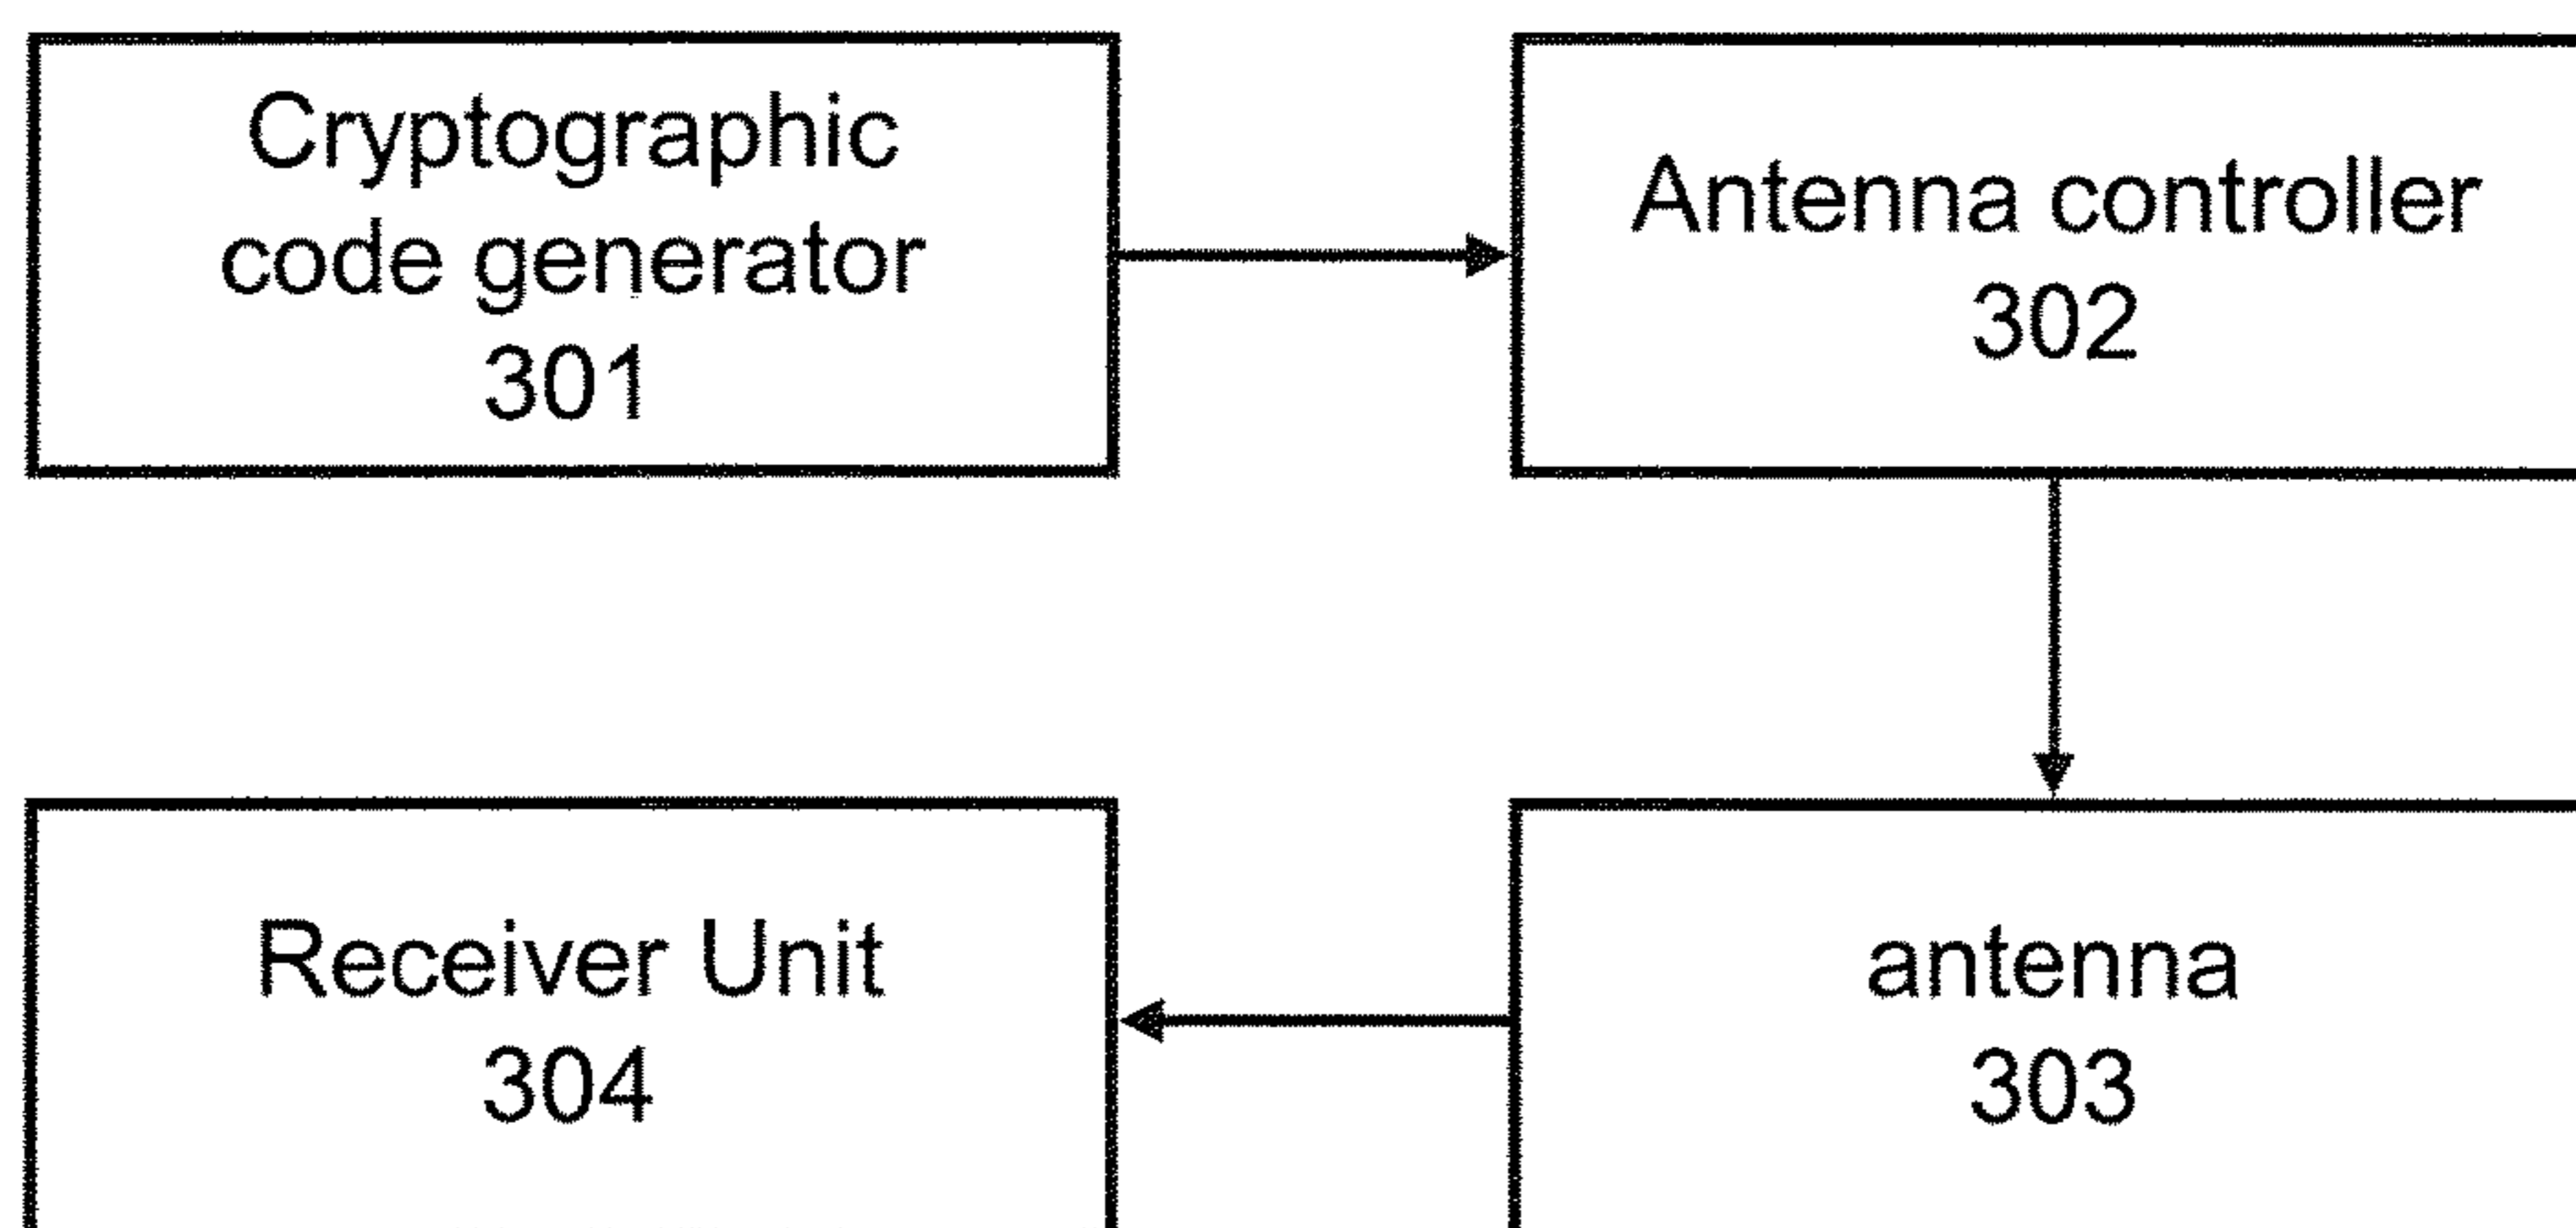 Cryptographic
code generator
301
Antenna controller
302
Receiver Unit
304
antenna
303